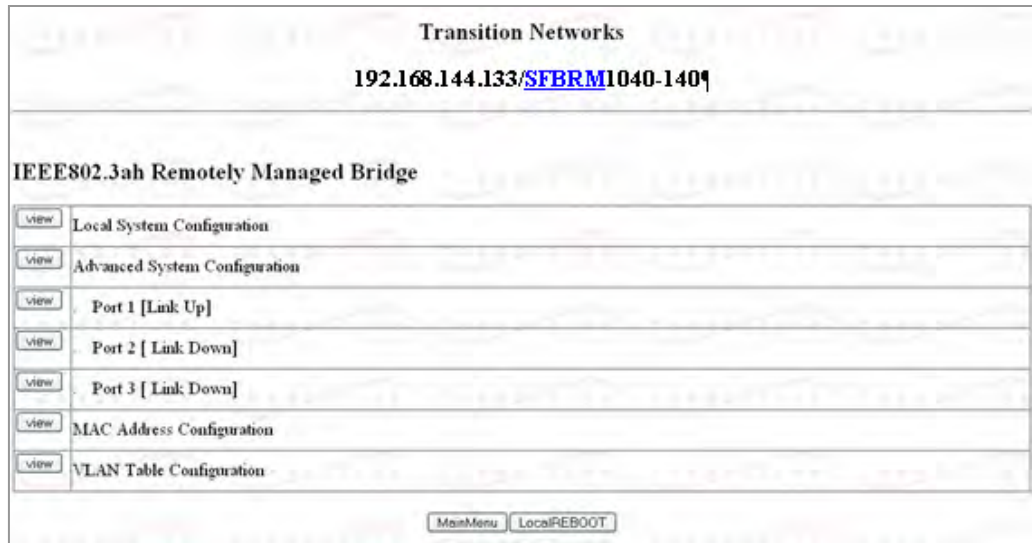 Transition Networks
192.168.144.133/SFBRM1040-140¶
IEEE802.3ah Remotely Managed Bridge
view Local System Configuration
view Advanced System Configuration
view . Port 1 [Link Up]
view . Port 2 [ Link Down]
view . Port 3 [ Link Down]
view MAC Address Configuration
view VLAN Table Configuration
MainMenu LocalREBOOT